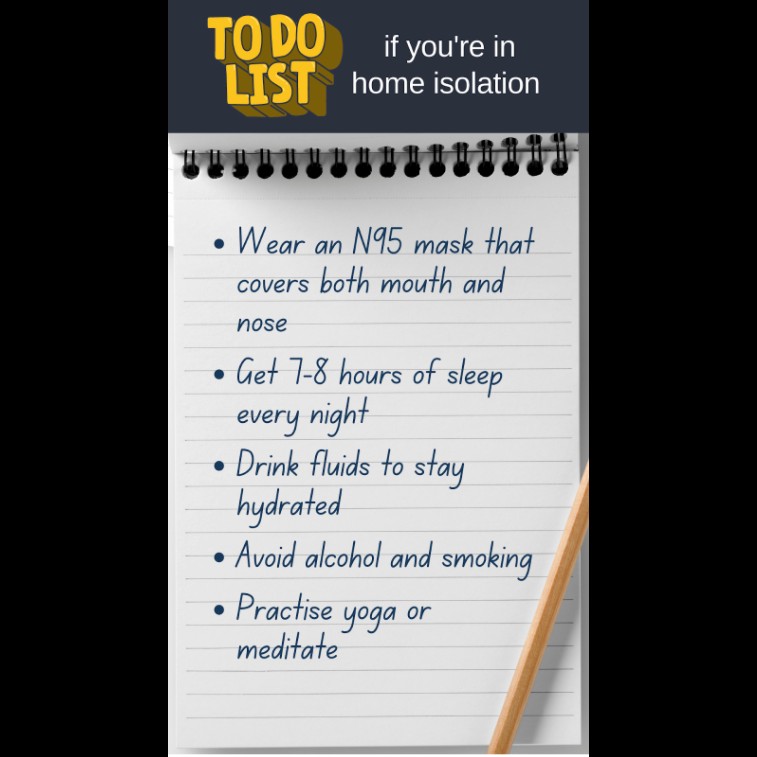 TO DO
LIST
if you're in
home isolation
• Wear an N95 mask that
covers both mouth and
nose
• Get 7-8 hours of sleep
every night
• Drink fluids to stay
hydrated
• Avoid alcohol and smoking
• Practise yoga or
meditate